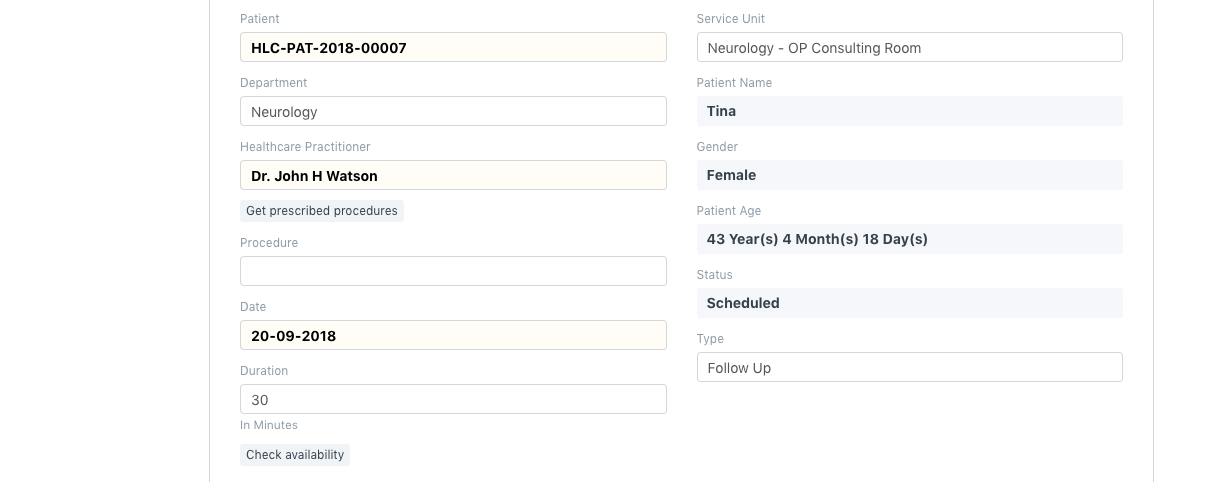 Patient
HLC-PAT-2018-00007
Department
Neurology
Healthcare Practitioner
Dr. John H Watson
Get prescribed procedures
Procedure
Date
20-09-2018
Duration
30
In Minutes
Check availability
Service Unit
Neurology - OP Consulting Room
Patient Name
Tina
Gender
Female
Patient Age
43 Year(s) 4 Month(s) 18 Day(s)
Status
Scheduled
Type
Follow Up